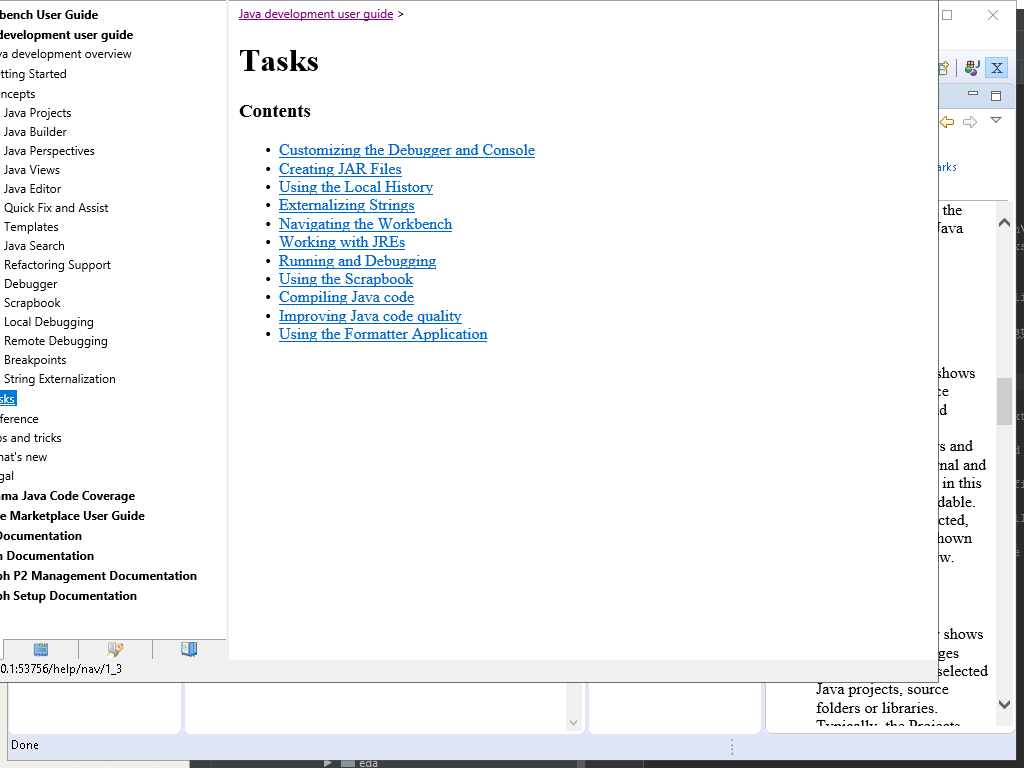 bench User Guide
development user guide
va development overview
tting Started
ncepts
Java Projects
Java Builder
Java Perspectives
Java Views
Java Editor
Quick Fix and Assist
Templates
Java Search
Refactoring Support
Debugger
Scrapbook
Local Debugging
Remote Debugging
Breakpoints
String Externalization
sks
ference
os and tricks
hat's new
gal
ma Java Code Coverage
e Marketplace User Guide
Documentation
n Documentation
ph P2 Management Documentation
ph Setup Documentation
0.1:53756/help/nav/1_3
Java development user guide >
Tasks
Contents
• Customizing the Debugger and Console
• Creating JAR Files
• Using the Local History
• Externalizing Strings
• Navigating the Workbench
• Working with JREs
• Running and Debugging
• Using the Scrapbook
• Compiling Java code
• Improving Java code quality
• Using the Formatter Application
X
arks
the
Java
shows
ce
d
s and
nal and
in this
dable.
cted,
hown
w.
shows
ges
selected
Java projects, source
folders or libraries.
Typically, the Projects
Done
eda